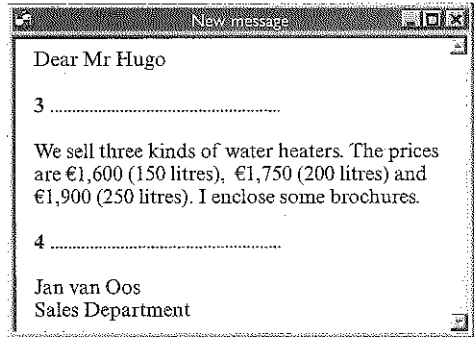 New message
Dear Mr Hugo
3 ..........................................
We sell three kinds of water heaters. The prices
are €1,600 (150 litres), €1,750 (200 litres) and
€1,900 (250 litres). I enclose some brochures.
4 ..........................................
Jan van Oos
Sales Department